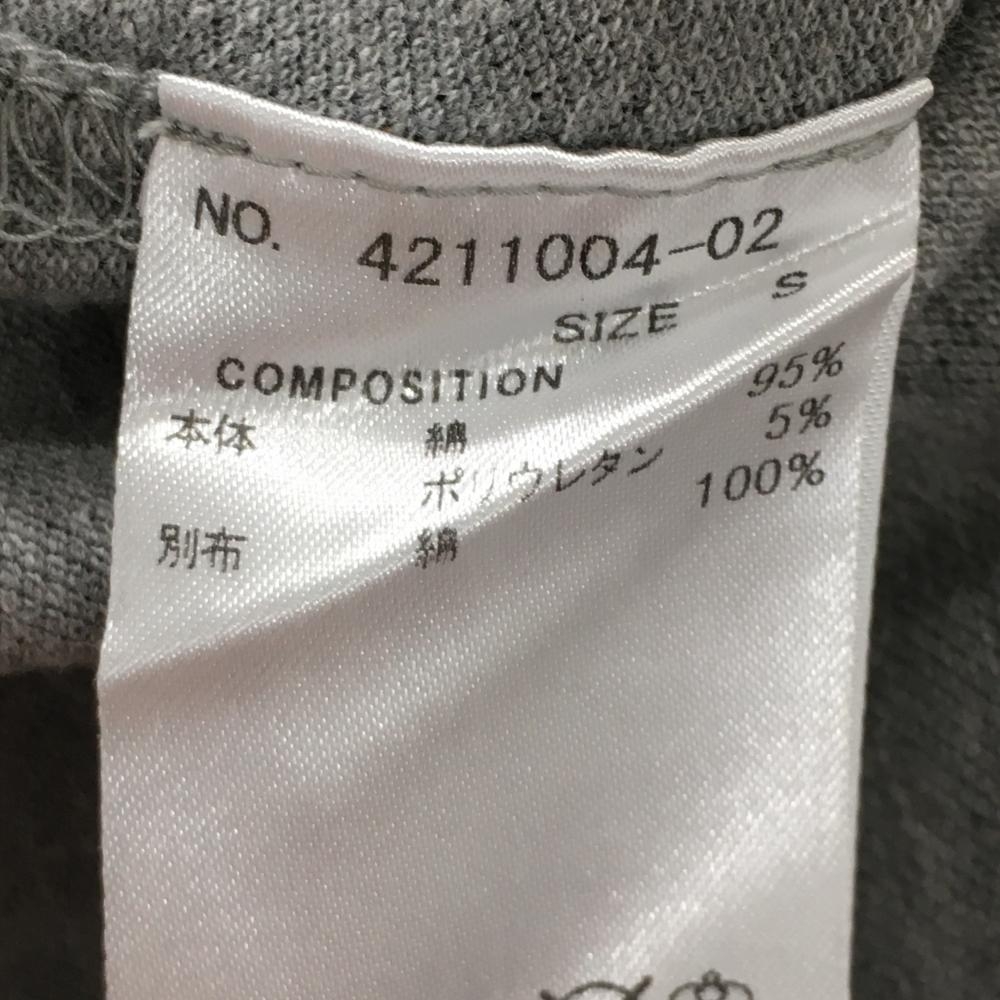 NO. 4211004-02
SIZE S
COMPOSITION
本体 綿 95%
ポリウレタン 5%
別布 綿 100%